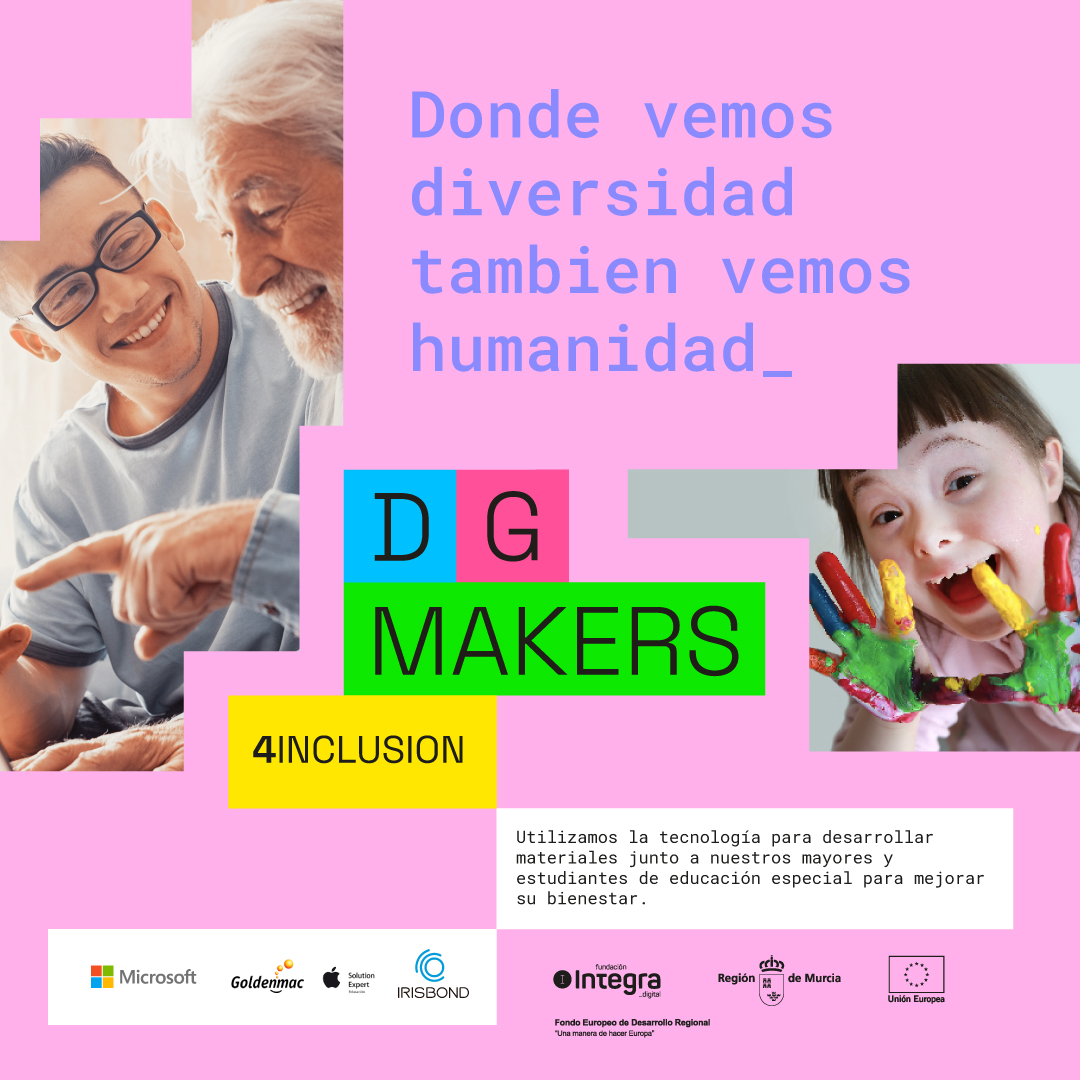 Donde vemos
diversidad
tambien vemos
humanidad_
D G
MAKERS
4INCLUSION
Utilizamos la tecnología para desarrollar
materiales junto a nuestros mayores y
estudiantes de educación especial para mejorar
su bienestar.
Microsoft
Goldenmac
Solution
Expert
Education
IRISBOND
fundación
Integra
_digital
Región de Murcia
Unión Europea
Fondo Europeo de Desarrollo Regional
"Una manera de hacer Europa"